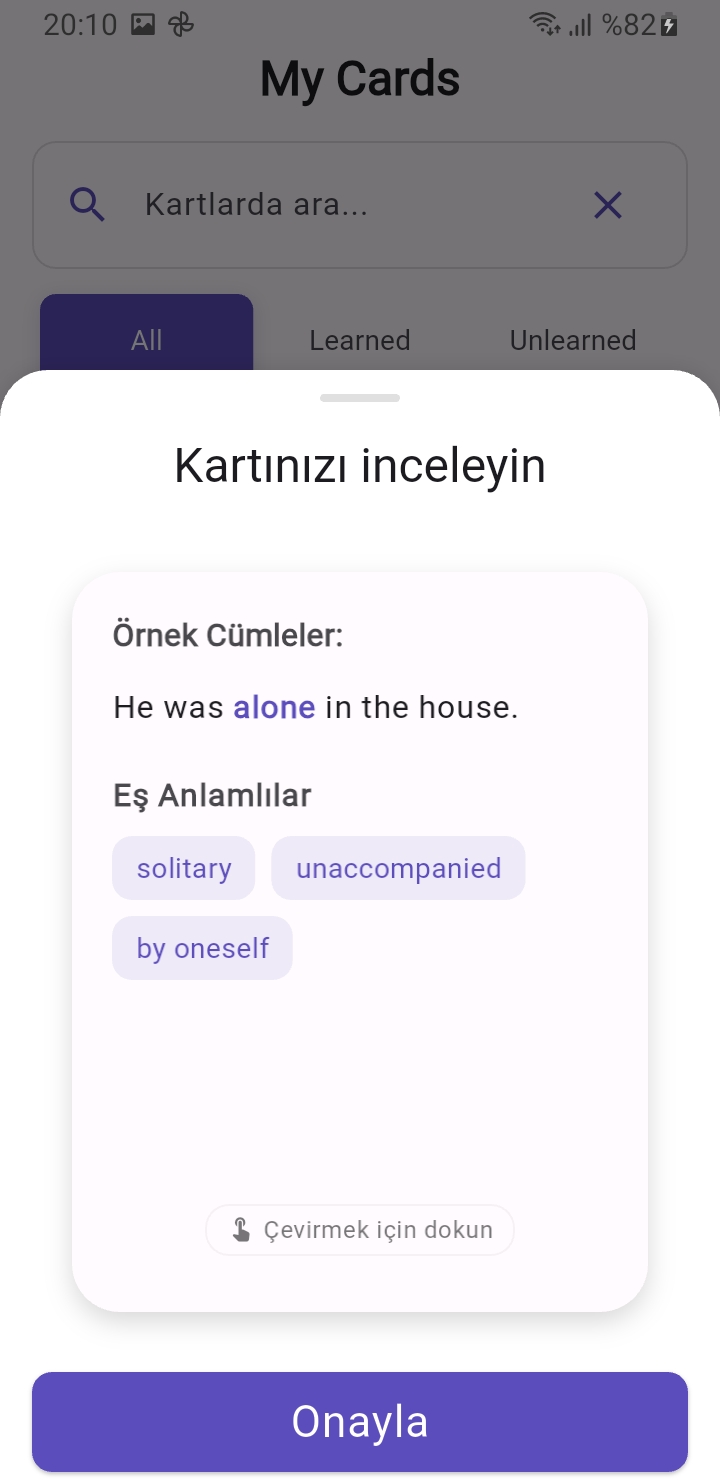 20:10 %82
My Cards
Kartlarda ara...
All Learned Unlearned
Kartınızı inceleyin
Örnek Cümleler:
He was alone in the house.
Eş Anlamlılar
solitary unaccompanied
by oneself
Çevirmek için dokun
Onayla